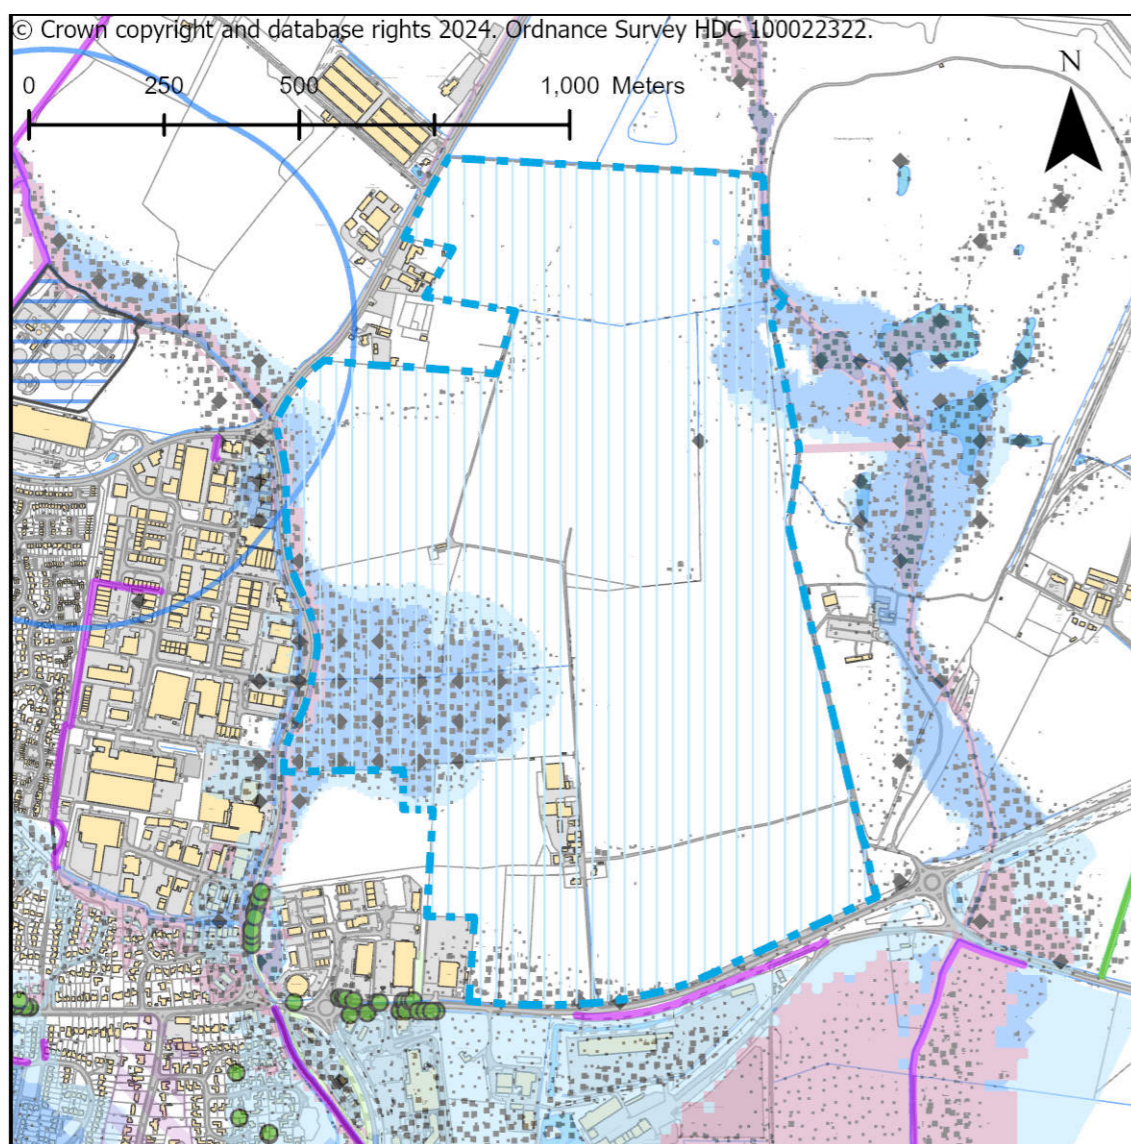 © Crown copyright and database rights 2024. Ordnance Survey HDC 100022322.
N
0 250 500 1,000 Meters